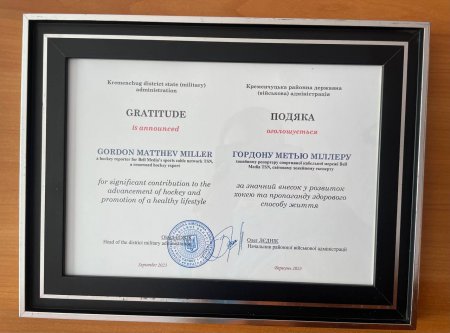 Kremenchug district state (military)
administration
GRATITUDE
is announced
GORDON MATTHEV MILLER
a hockey reporter for Bell Media's sports cable network TSN,
a renowned hockey expert
for significant contribution to the
advancement of hockey and
promotion of a healthy lifestyle
Head of the district military administration
September 2023
Кременчуцька районна державна
(військова) адміністрація
ПОДЯКА
оголошується
ГОРДОНУ МЕТЬЮ МІЛЛЕРУ
хокейному репортеру спортивної кабельної мережі Bell
Media TSN, світовому хокейному експерту
за значний внесок у розвиток
хокею та пропаганду здорового
способу життя
Олег ЛЄДНИК
Начальник районної військової адміністрації
Вересень 2023